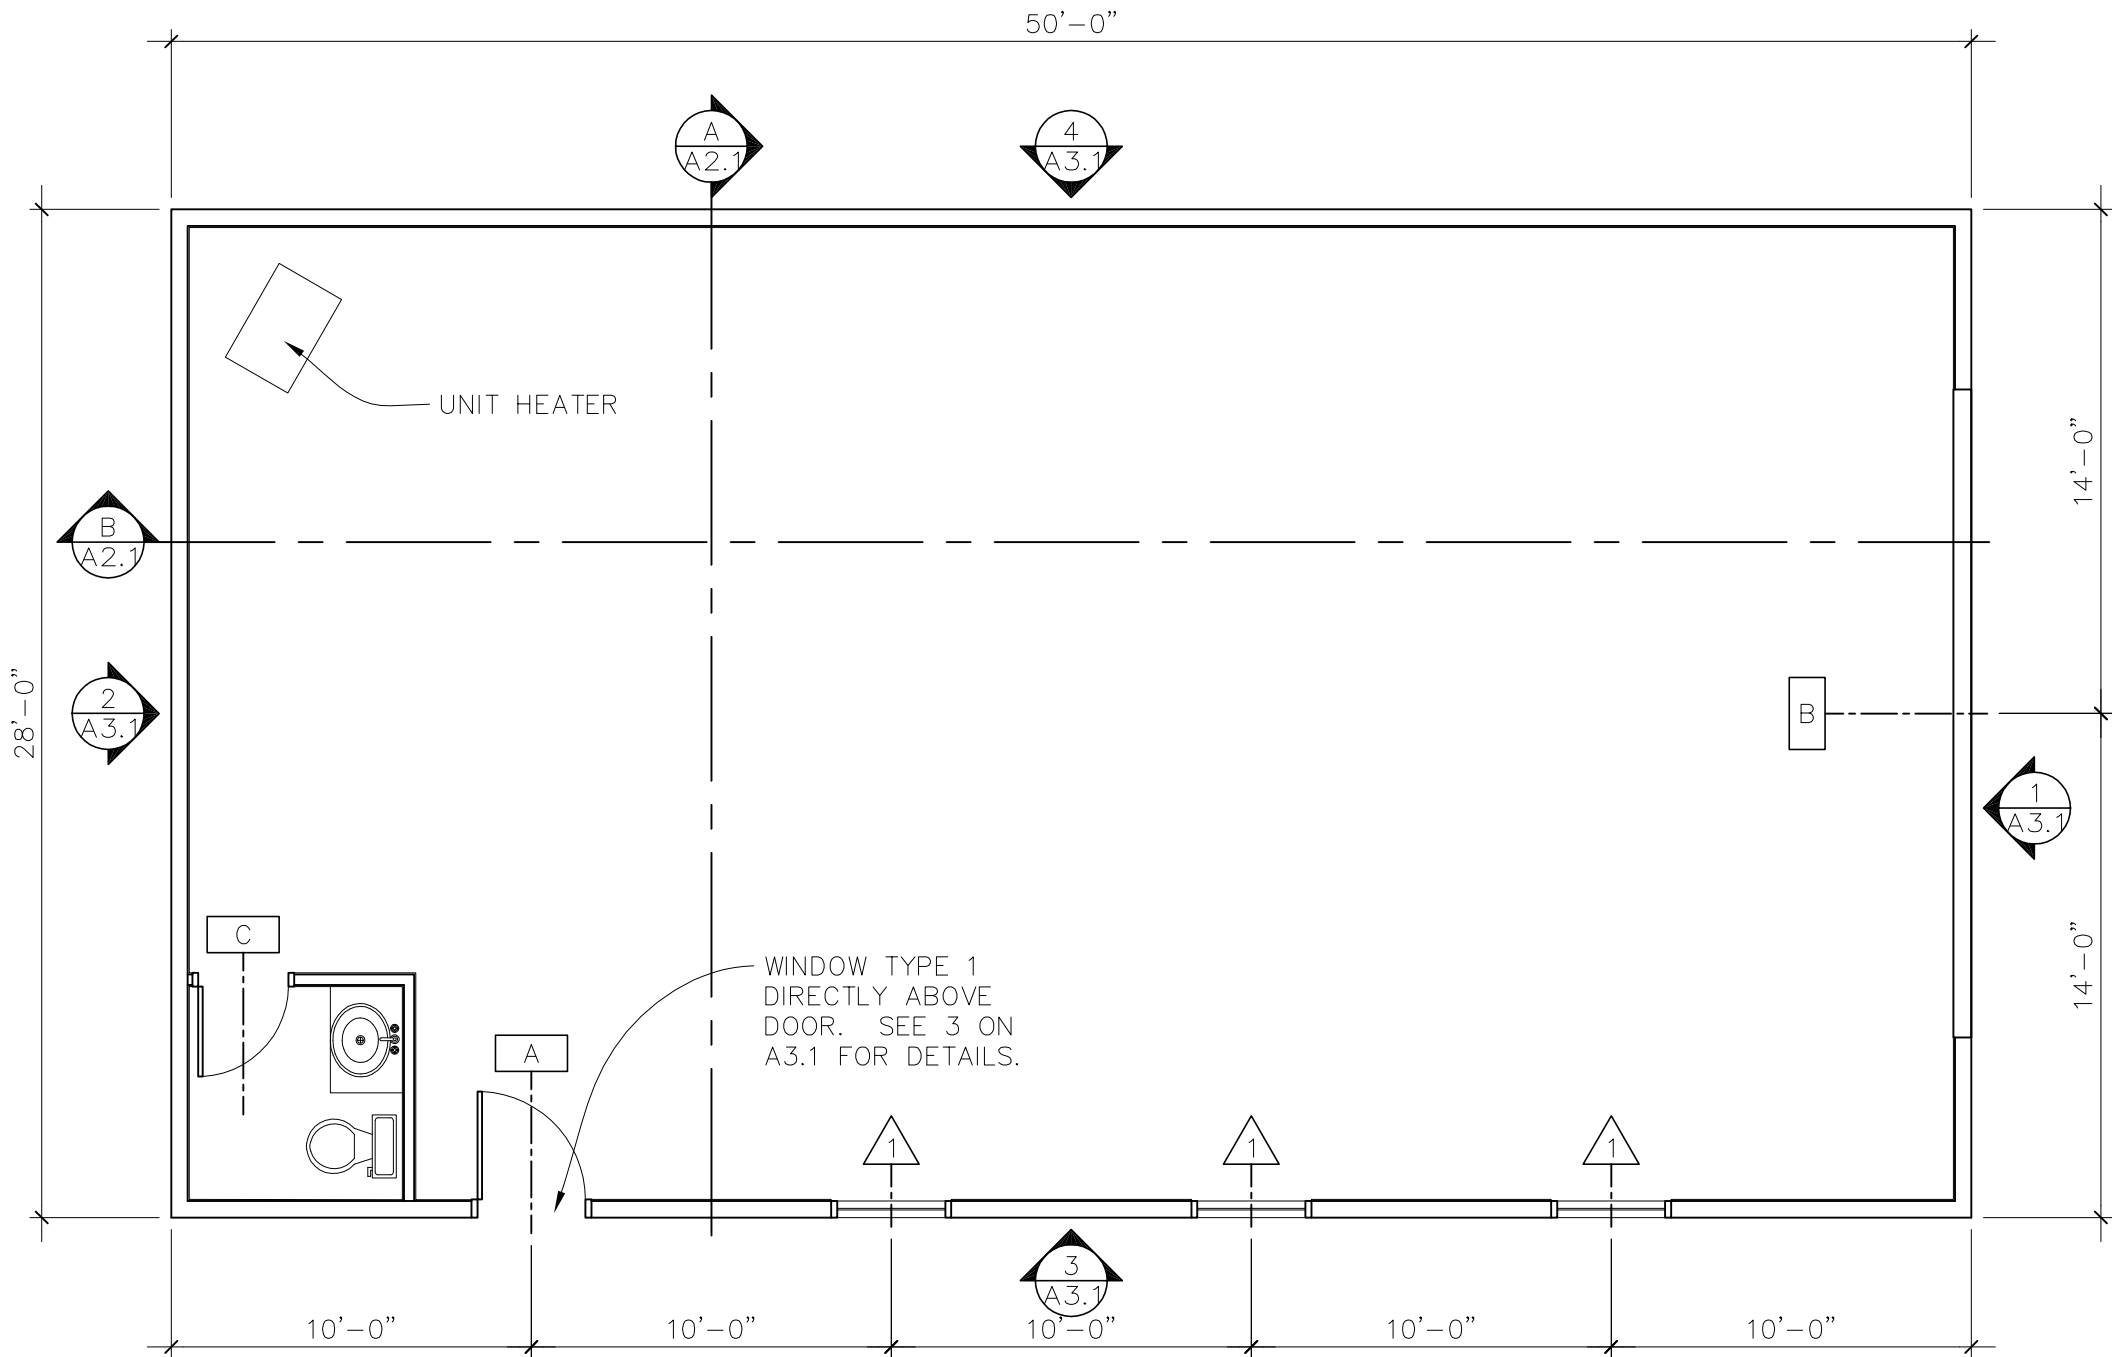 50'-0"
A
A2.1
4
A3.1
UNIT HEATER
14'-0"
B
A2.1
28'-0"
2
A3.1
B
1
A3.1
C
14'-0"
WINDOW TYPE 1
DIRECTLY ABOVE
DOOR. SEE 3 ON
A3.1 FOR DETAILS.
A
1
1
1
3
A3.1
10'-0"
10'-0"
10'-0"
10'-0"
10'-0"